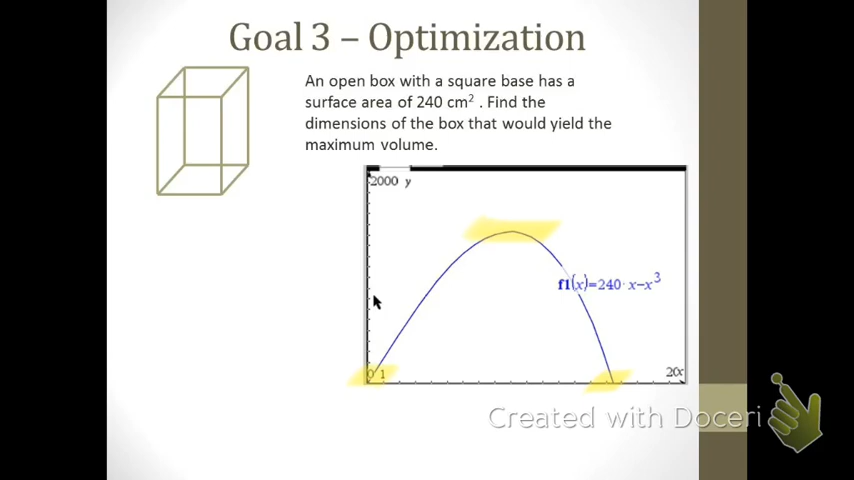 Goal 3 – Optimization
An open box with a square base has a
surface area of 240 cm² . Find the
dimensions of the box that would yield the
maximum volume.
2000 y
f1(x)=240·x-x³
0 1
20x
Created with Doceri